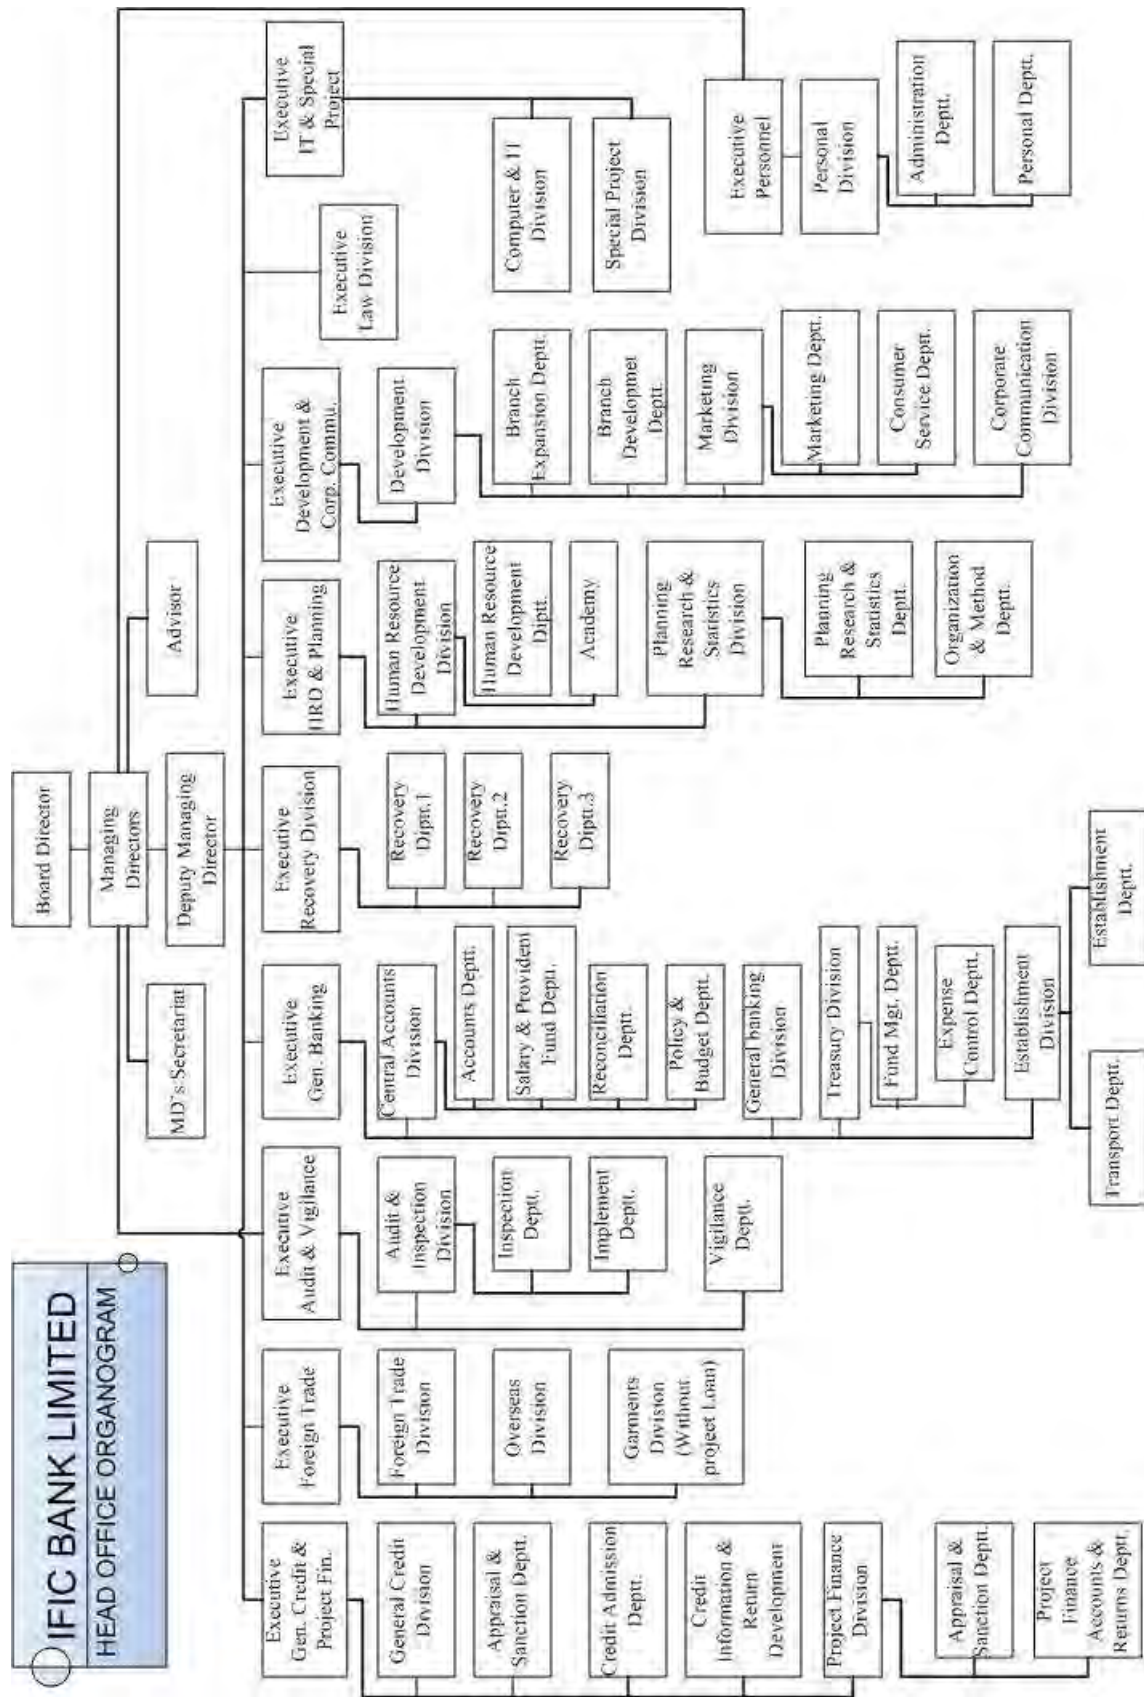 IFIC BANK LIMITED
HEAD OFFICE ORGANOGRAM
Board Director
Managing
Directors
MD's Secretariat
Advisor
Deputy Managing
Director
Executive
Gen. Credit &
Project Fin.
General Credit
Division
Appraisal &
Sanction Deptt.
Credit Admission
Deptt.
Credit
Information &
Return
Development
Project Finance
Division
Appraisal &
Sanction Deptt.
Project
Finance
Accounts &
Returns Deptt.
Executive
Foreign Trade
Foreign Trade
Division
Overseas
Division
Garments
Division
(Without
project Loan)
Executive
Audit & Vigilance
Audit &
Inspection
Division
Inspection
Deptt.
Implement
Deptt.
Vigilance
Deptt.
Executive
Gen. Banking
Central Accounts
Division
Accounts Deptt.
Salary & Provident
Fund Deptt.
Reconciliation
Deptt.
Policy &
Budget Deptt.
General banking
Division
Treasury Division
Fund Mgt. Deptt.
Expense
Control Deptt.
Establishment
Division
Transport Deptt.
Establishment
Deptt.
Executive
Recovery Division
Recovery
Diptt.1
Recovery
Diptt.2
Recovery
Diptt.3
Executive
HRD & Planning
Human Resource
Development
Division
Human Resource
Development
Diptt.
Academy
Planning
Research &
Statistics
Division
Planning
Research &
Statistics
Deptt.
Organization
& Method
Deptt.
Executive
Development &
Corp. Commu.
Development
Division
Branch
Expansion Deptt.
Branch
Developmet
Deptt.
Marketing
Division
Marketing Deptt.
Consumer
Service Deptt.
Corporate
Communication
Division
Executive
Law Division
Executive
IT & Special
Project
Computer & IT
Division
Special Project
Division
Executive
Personnel
Personal
Division
Administration
Deptt.
Personal Deptt.